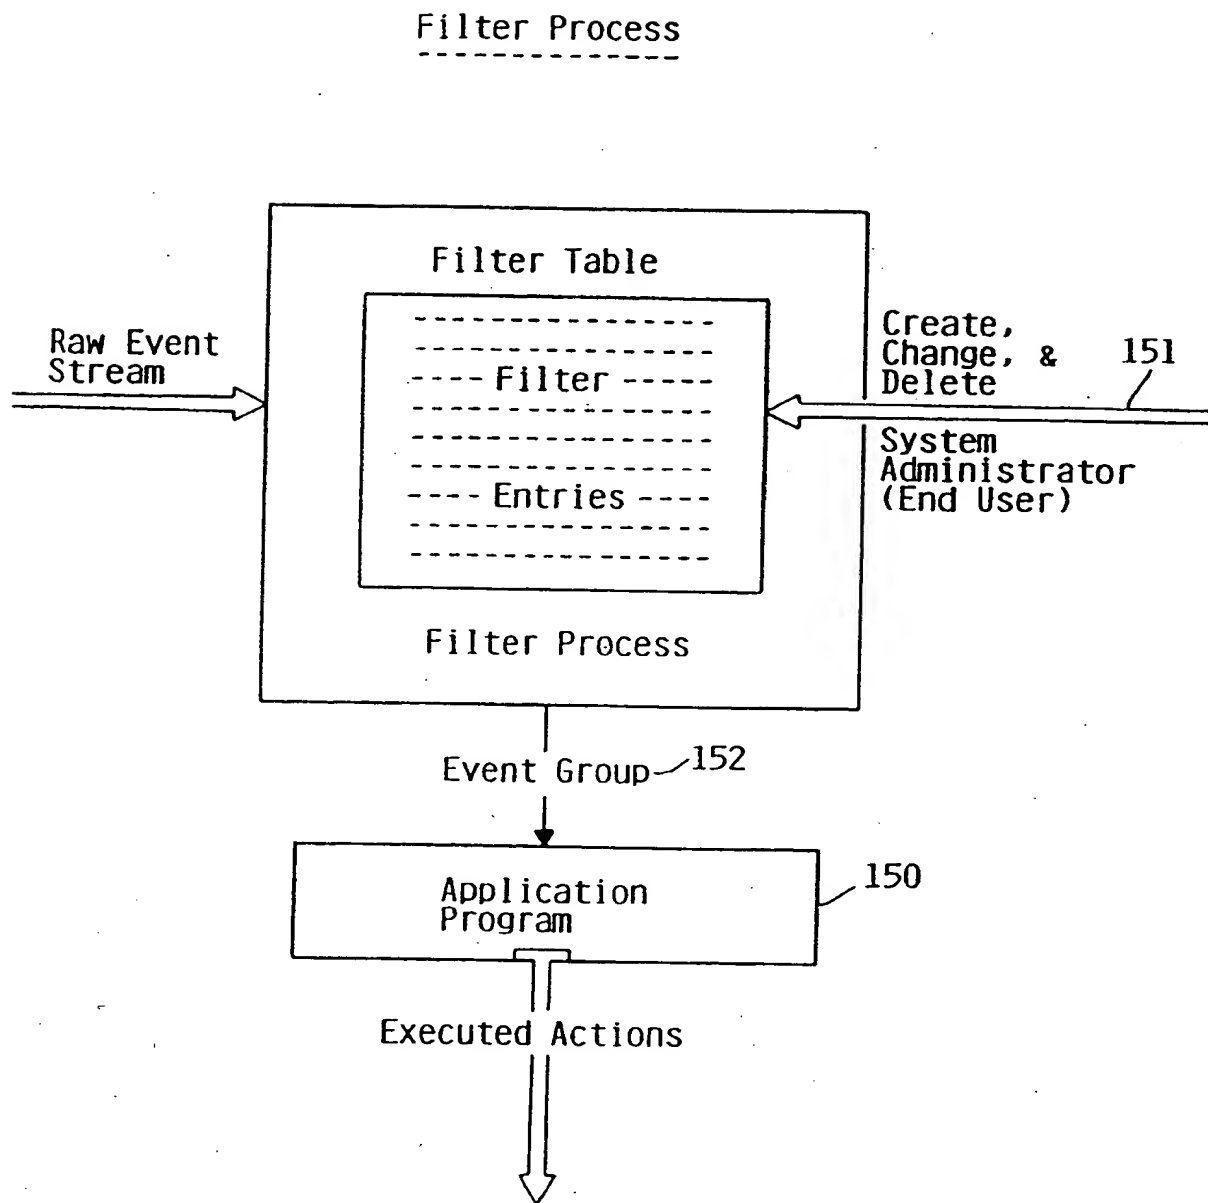 Filter Process
Filter Table
Filter
Entries
Filter Process
Raw Event
Stream
Create,
Change, &
Delete
151
System
Administrator
(End User)
Event Group
152
Application
Program
150
Executed Actions